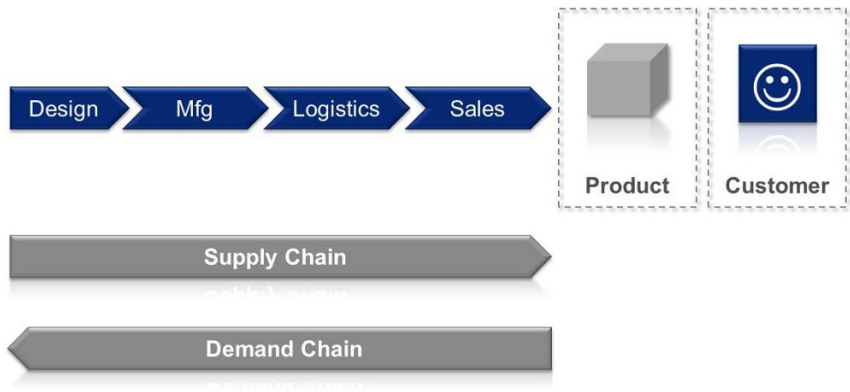 Design
Mfg
Logistics
Sales
Product
Customer
Supply Chain
Demand Chain